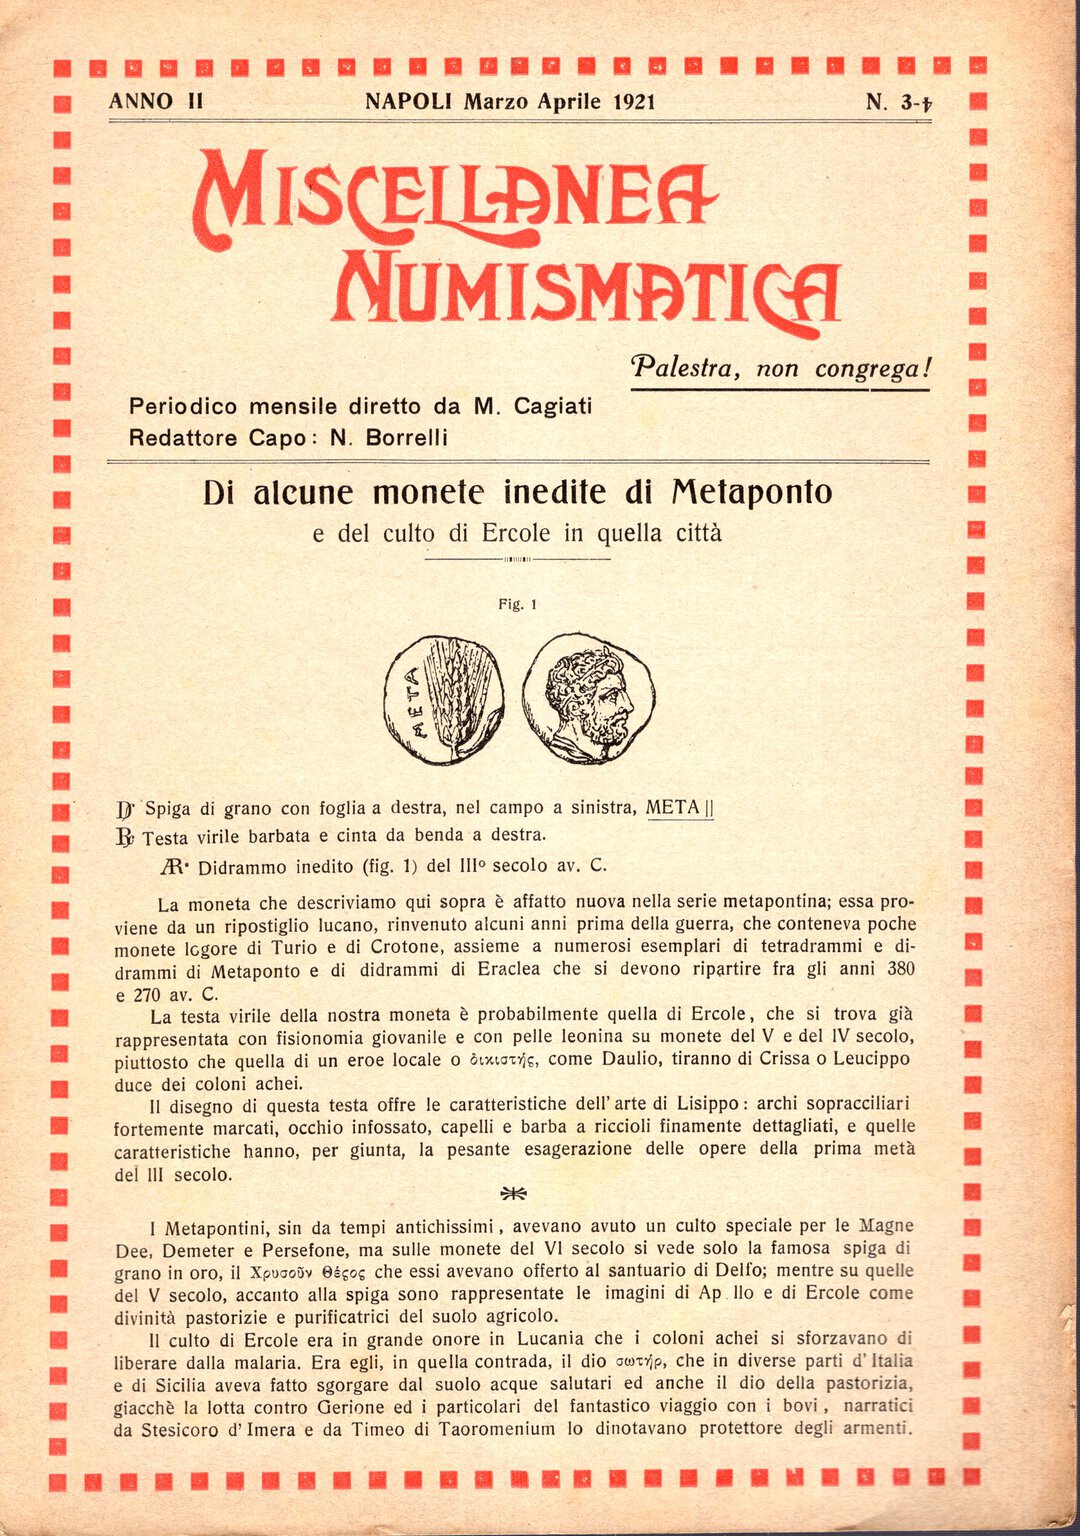 ANNO II NAPOLI Marzo Aprile 1921 N. 3-4
MISCELLANEA
NUMISMATICA
Palestra, non congrega!
Periodico mensile diretto da M. Cagiati
Redattore Capo: N. Borrelli
Di alcune monete inedite di Metaponto
e del culto di Ercole in quella città
Fig. 1
META
D' Spiga di grano con foglia a destra, nel campo a sinistra, META ||
R Testa virile barbata e cinta da benda a destra.
AR· Didrammo inedito (fig. 1) del IIIº secolo av. C.
La moneta che descriviamo qui sopra è affatto nuova nella serie metapontina; essa pro-
viene da un ripostiglio lucano, rinvenuto alcuni anni prima della guerra, che conteneva poche
monete logore di Turio e di Crotone, assieme a numerosi esemplari di tetradrammi e di-
drammi di Metaponto e di didrammi di Eraclea che si devono ripartire fra gli anni 380
e 270 av. C.
La testa virile della nostra moneta è probabilmente quella di Ercole, che si trova già
rappresentata con fisionomia giovanile e con pelle leonina su monete del V e del IV secolo,
piuttosto che quella di un eroe locale o ὀικιστής, come Daulio, tiranno di Crissa o Leucippo
duce dei coloni achei.
Il disegno di questa testa offre le caratteristiche dell'arte di Lisippo: archi sopracciliari
fortemente marcati, occhio infossato, capelli e barba a riccioli finamente dettagliati, e quelle
caratteristiche hanno, per giunta, la pesante esagerazione delle opere della prima metà
del III secolo.
I Metapontini, sin da tempi antichissimi, avevano avuto un culto speciale per le Magne
Dee, Demeter e Persefone, ma sulle monete del VI secolo si vede solo la famosa spiga di
grano in oro, il Χρυσοῦν Θέςος che essi avevano offerto al santuario di Delfo; mentre su quelle
del V secolo, accanto alla spiga sono rappresentate le imagini di Ap llo e di Ercole come
divinità pastorizie e purificatrici del suolo agricolo.
Il culto di Ercole era in grande onore in Lucania che i coloni achei si sforzavano di
liberare dalla malaria. Era egli, in quella contrada, il dio σωτήρ, che in diverse parti d'Italia
e di Sicilia aveva fatto sgorgare dal suolo acque salutari ed anche il dio della pastorizia,
giacchè la lotta contro Gerione ed i particolari del fantastico viaggio con i bovi, narratici
da Stesicoro d'Imera e da Timeo di Taoromenium lo dinotavano protettore degli armenti.